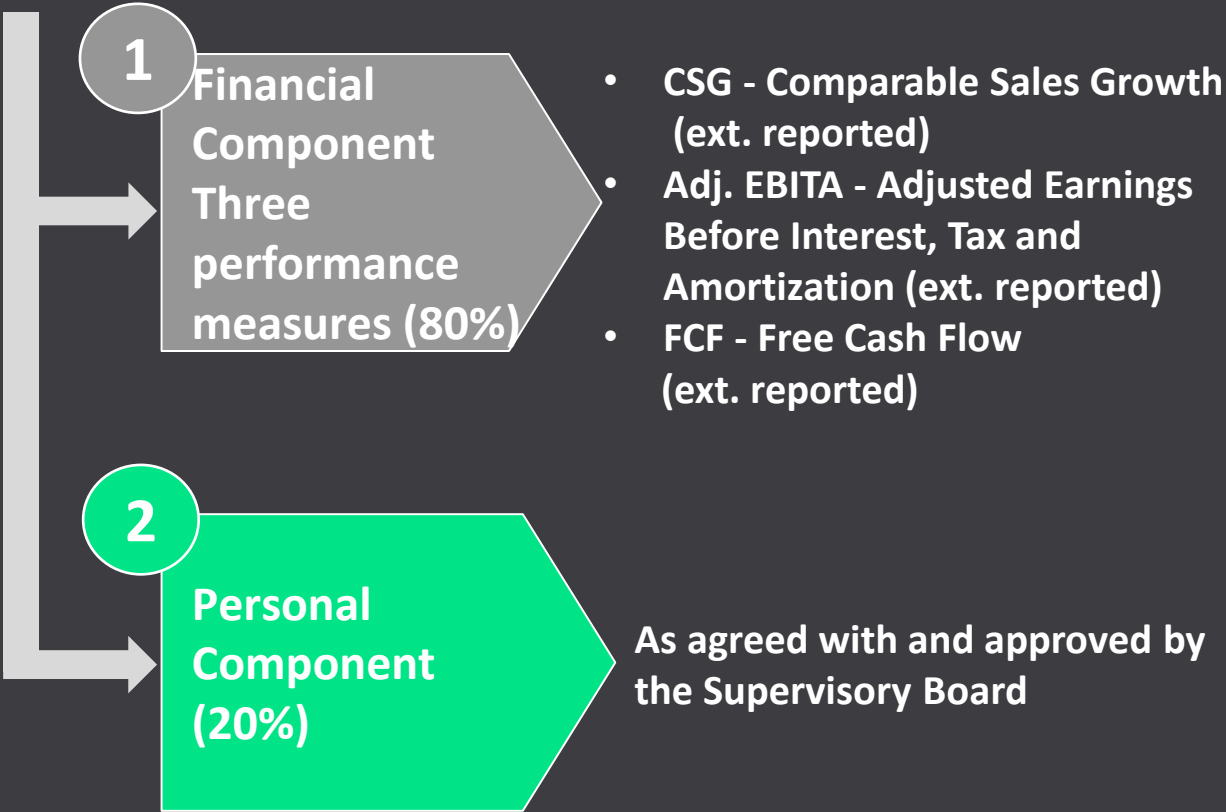 1
Financial
Component
Three
performance
measures (80%)
• CSG - Comparable Sales Growth
(ext. reported)
• Adj. EBITA - Adjusted Earnings
Before Interest, Tax and
Amortization (ext. reported)
• FCF - Free Cash Flow
(ext. reported)
2
Personal
Component
(20%)
As agreed with and approved by
the Supervisory Board